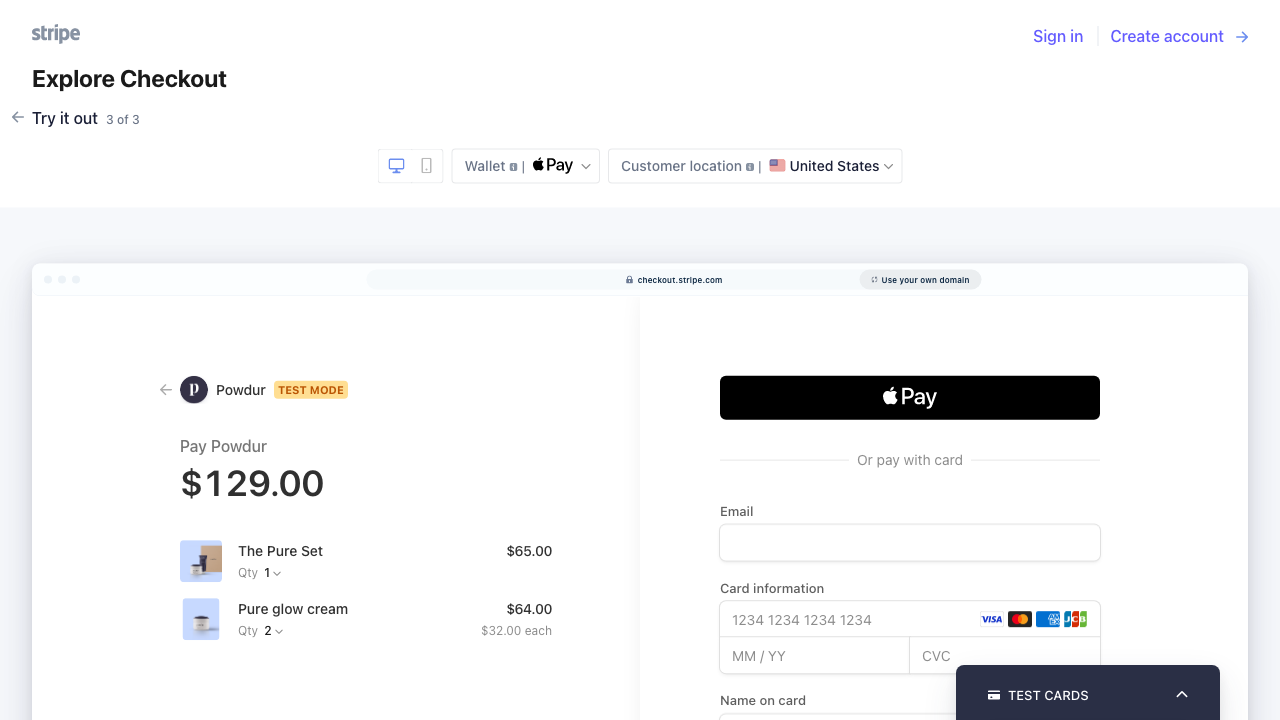 stripe
Sign in
Create account
Explore Checkout
Try it out 3 of 3
Wallet | Pay
Customer location | United States
checkout.stripe.com
Use your own domain
Powdur TEST MODE
Pay Powdur
$129.00
The Pure Set $65.00
Qty 1
Pure glow cream $64.00
Qty 2 $32.00 each
Pay
Or pay with card
Email
Card information
1234 1234 1234 1234 VISA AMEX JCB
MM / YY CVC
Name on card
TEST CARDS